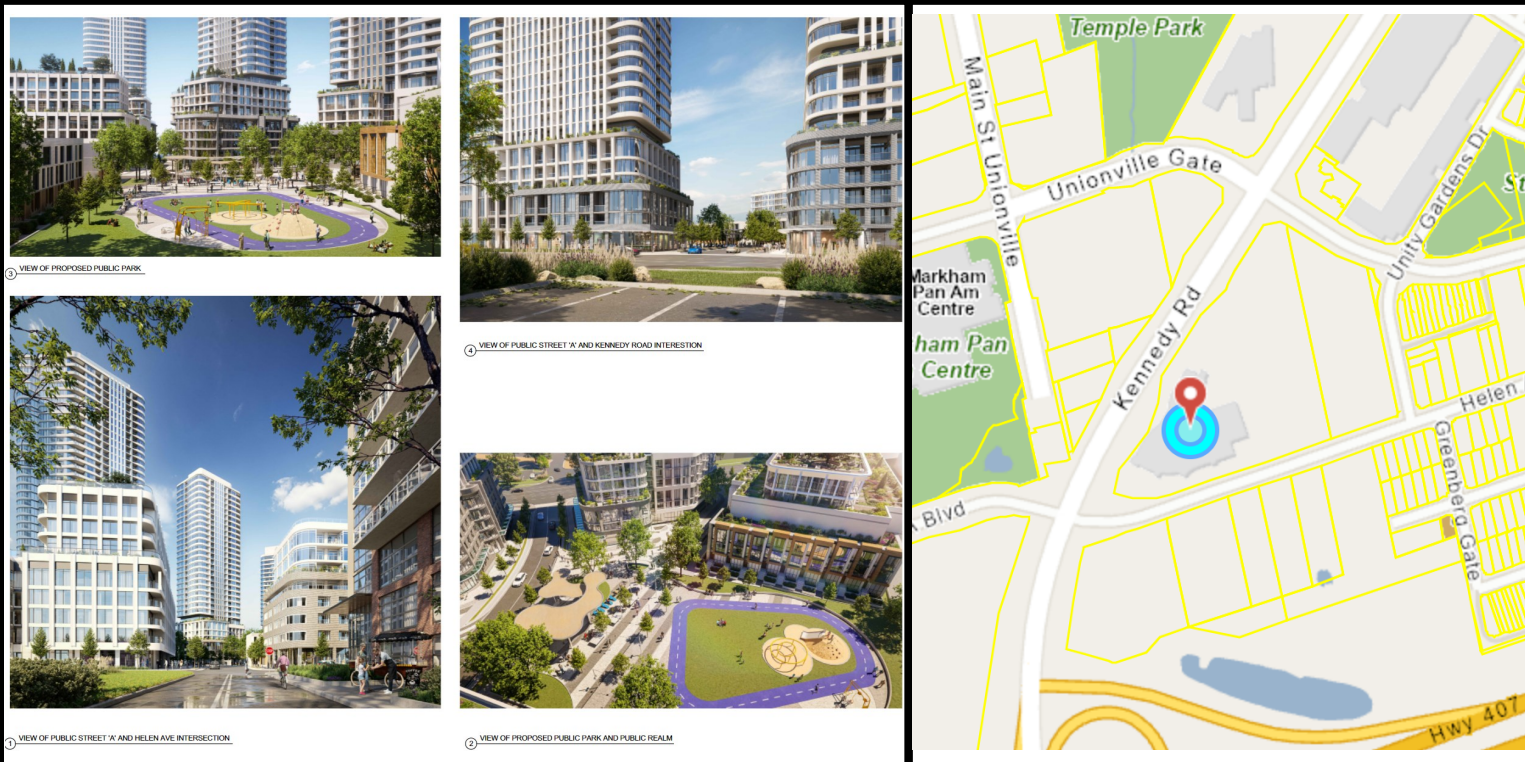 3 VIEW OF PROPOSED PUBLIC PARK
4 VIEW OF PUBLIC STREET 'A' AND KENNEDY ROAD INTERESTION
1 VIEW OF PUBLIC STREET 'A' AND HELEN AVE INTERSECTION
2 VIEW OF PROPOSED PUBLIC PARK AND PUBLIC REALM
Temple Park
Main St Unionville
Unionville Gate
Unity Gardens Dr
St
Markham
Pan Am
Centre
ham Pan
Centre
Kennedy Rd
Helen
Greenberg Gate
Blvd
Hwy 407